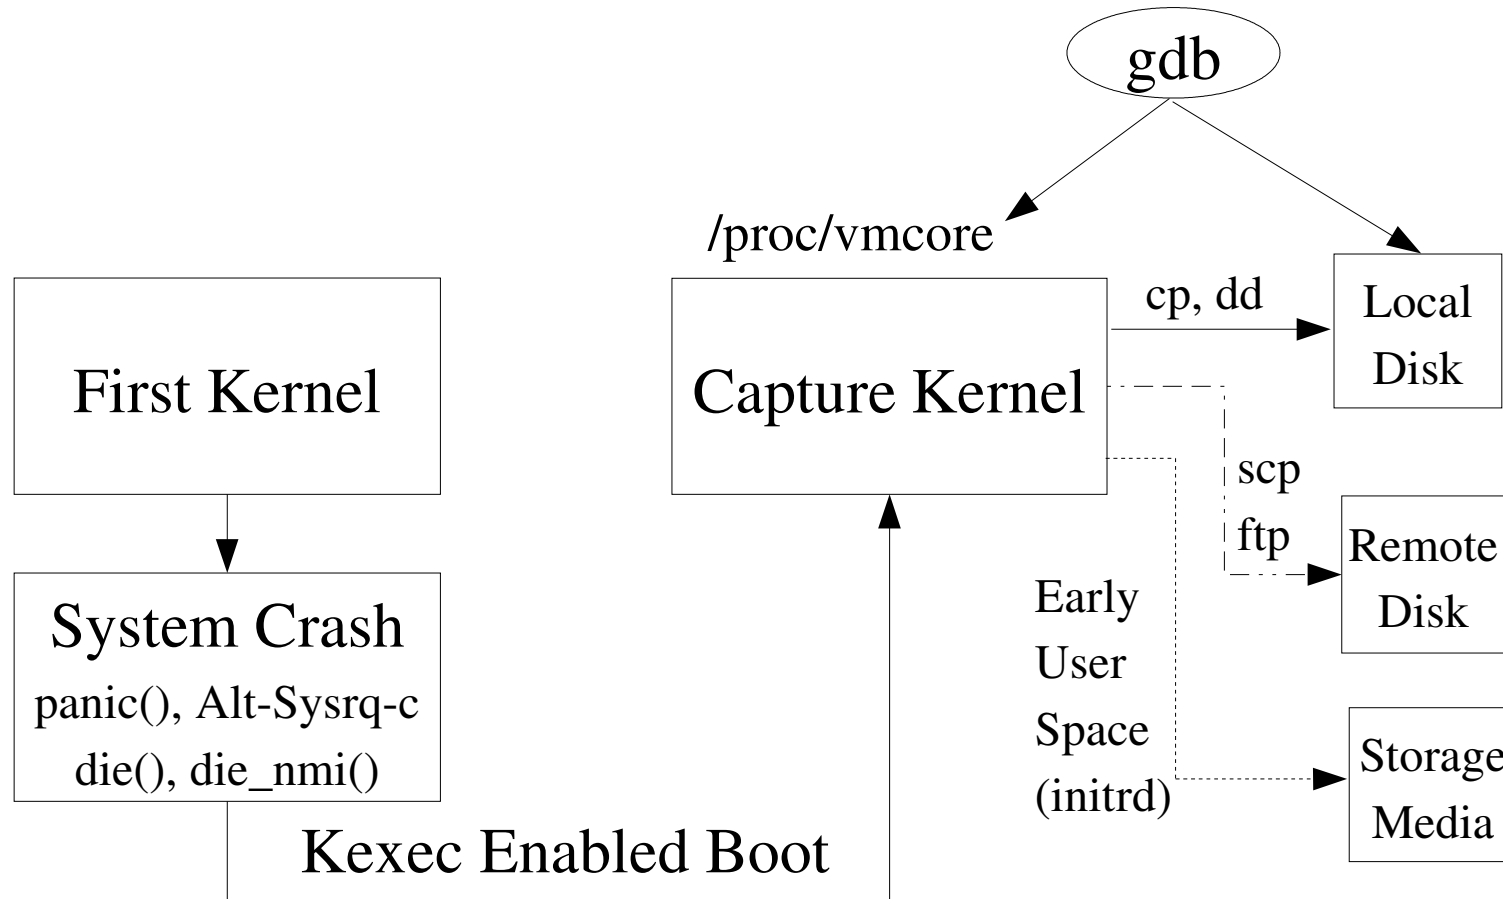 gdb
/proc/vmcore
cp, dd
Local
Disk
First Kernel
Capture Kernel
scp
ftp
Remote
Disk
System Crash
panic(), Alt-Sysrq-c
die(), die_nmi()
Early
User
Space
(initrd)
Storage
Media
Kexec Enabled Boot